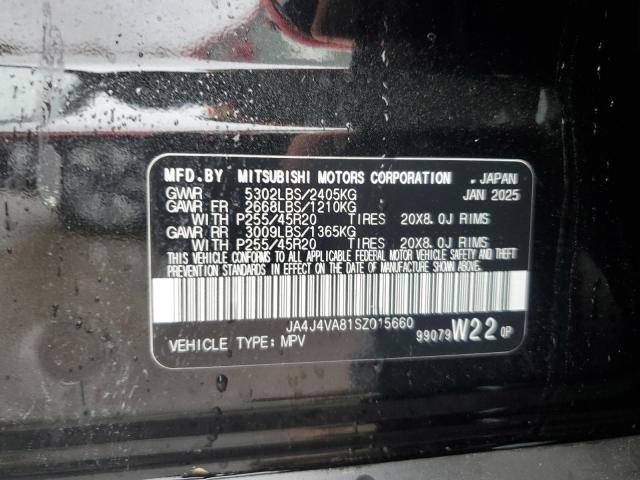 MFD.BY MITSUBISHI MOTORS CORPORATION , JAPAN
GWWR 5302LBS/2405KG JAN 2025
GAWR FR 2668LBS/1210KG
WITH P255/45R20 TIRES 20X8.0J RIMS
GAWR RR 3009LBS/1365KG
WITH P255/45R20 TIRES 20X8.0J RIMS
THIS VEHICLE CONFORMS TO ALL APPLICABLE FEDERAL MOTOR VEHICLE SAFETY AND THEFT
PREVENTION STANDARDS IN EFFECT ON THE DATE OF MANUFACTURE SHOWN ABOVE.
JA4J4VA81SZ015660
VEHICLE TYPE: MPV 99079 W22 0P